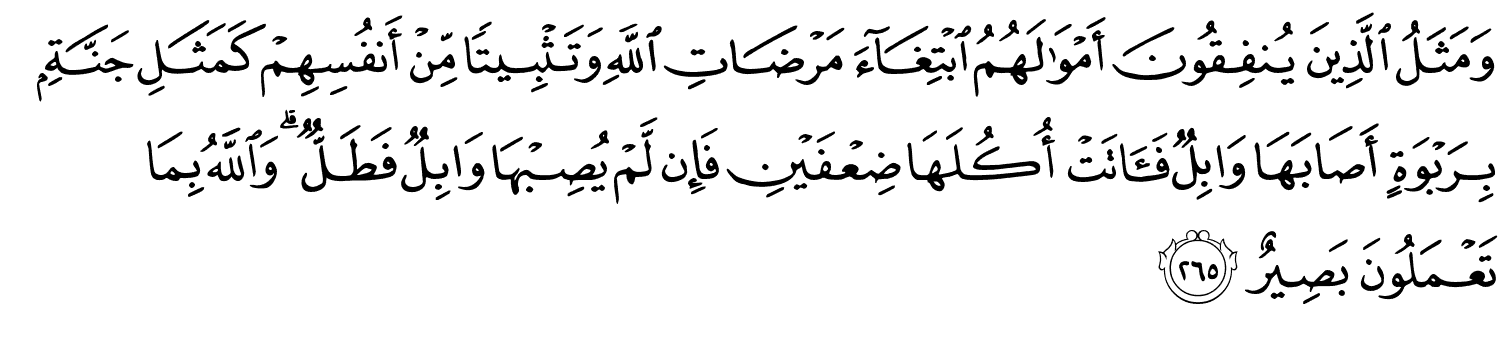 وَمَثَلُ ٱلَّذِينَ يُنفِقُونَ أَمۡوَٰلَهُمُ ٱبۡتِغَآءَ مَرۡضَاتِ ٱللَّهِ وَتَثۡبِيتٗا مِّنۡ أَنفُسِهِمۡ كَمَثَلِ جَنَّةِۭ
بِرَبۡوَةٍ أَصَابَهَا وَابِلٞ فَـَٔاتَتۡ أُكُلَهَا ضِعۡفَيۡنِ فَإِن لَّمۡ يُصِبۡهَا وَابِلٞ فَطَلّٞۗ وَٱللَّهُ بِمَا
تَعۡمَلُونَ بَصِيرٌ ٢٦٥